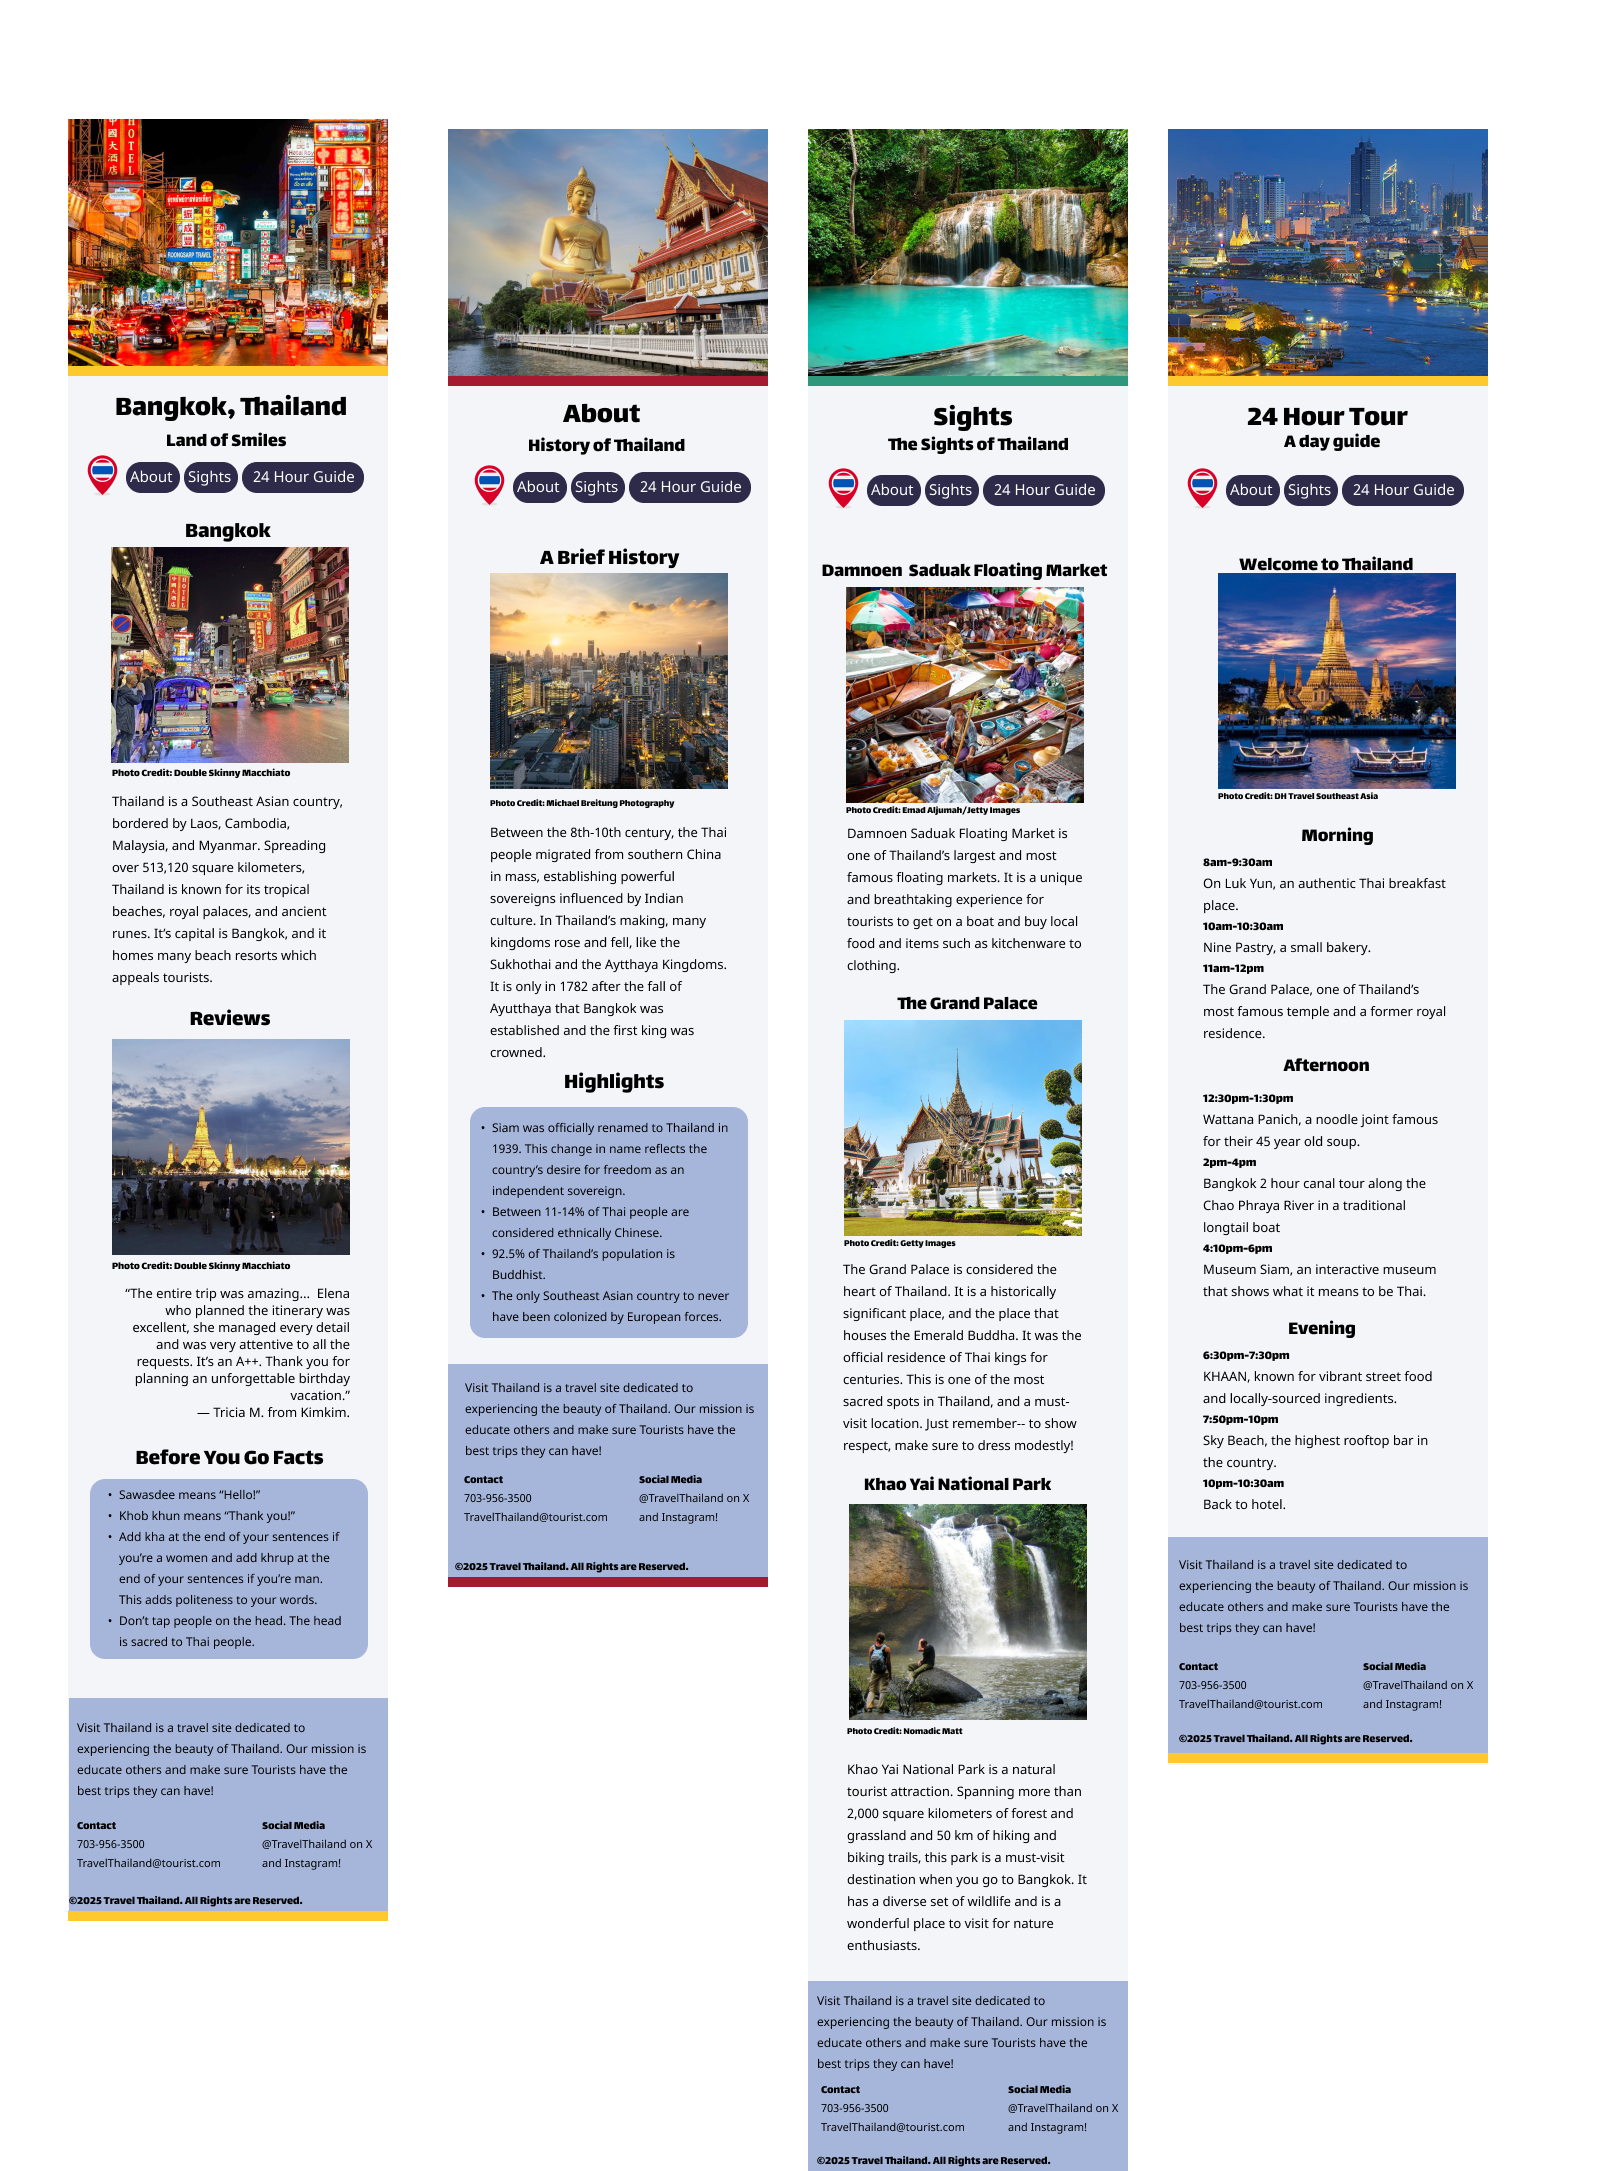 中國大酒店
HOTEL
ROONGSARP TRAVEL
Bangkok, Thailand
Land of Smiles
About
Sights
24 Hour Guide
Bangkok
Photo Credit: Double Skinny Macchiato
Thailand is a Southeast Asian country,
bordered by Laos, Cambodia,
Malaysia, and Myanmar. Spreading
over 513,120 square kilometers,
Thailand is known for its tropical
beaches, royal palaces, and ancient
runes. It's capital is Bangkok, and it
homes many beach resorts which
appeals tourists.
Reviews
Photo Credit: Double Skinny Macchiato
“The entire trip was amazing...  Elena
who planned the itinerary was
excellent, she managed every detail
and was very attentive to all the
requests. It’s an A++. Thank you for
planning an unforgettable birthday
vacation.”
— Tricia M. from Kimkim.
Before You Go Facts
• Sawasdee means “Hello!”
• Khob khun means “Thank you!”
• Add kha at the end of your sentences if
you’re a women and add khrup at the
end of your sentences if you’re man.
This adds politeness to your words.
• Don’t tap people on the head. The head
is sacred to Thai people.
Visit Thailand is a travel site dedicated to
experiencing the beauty of Thailand. Our mission is
educate others and make sure Tourists have the
best trips they can have!
Contact
703-956-3500
TravelThailand@tourist.com
Social Media
@TravelThailand on X
and Instagram!
©2025 Travel Thailand. All Rights are Reserved.
About
History of Thailand
About
Sights
24 Hour Guide
A Brief History
Photo Credit: Michael Breitung Photography
Between the 8th-10th century, the Thai
people migrated from southern China
in mass, establishing powerful
sovereigns influenced by Indian
culture. In Thailand’s making, many
kingdoms rose and fell, like the
Sukhothai and the Aytthaya Kingdoms.
It is only in 1782 after the fall of
Ayutthaya that Bangkok was
established and the first king was
crowned.
Highlights
• Siam was officially renamed to Thailand in
1939. This change in name reflects the
country’s desire for freedom as an
independent sovereign.
• Between 11-14% of Thai people are
considered ethnically Chinese.
• 92.5% of Thailand’s population is
Buddhist.
• The only Southeast Asian country to never
have been colonized by European forces.
Visit Thailand is a travel site dedicated to
experiencing the beauty of Thailand. Our mission is
educate others and make sure Tourists have the
best trips they can have!
Contact
703-956-3500
TravelThailand@tourist.com
Social Media
@TravelThailand on X
and Instagram!
©2025 Travel Thailand. All Rights are Reserved.
Sights
The Sights of Thailand
About
Sights
24 Hour Guide
Damnoen  Saduak Floating Market
Photo Credit: Emad Aljumah/Jetty Images
Damnoen Saduak Floating Market is
one of Thailand’s largest and most
famous floating markets. It is a unique
and breathtaking experience for
tourists to get on a boat and buy local
food and items such as kitchenware to
clothing.
The Grand Palace
Photo Credit: Getty Images
The Grand Palace is considered the
heart of Thailand. It is a historically
significant place, and the place that
houses the Emerald Buddha. It was the
official residence of Thai kings for
centuries. This is one of the most
sacred spots in Thailand, and a must-
visit location. Just remember-- to show
respect, make sure to dress modestly!
Khao Yai National Park
Photo Credit: Nomadic Matt
Khao Yai National Park is a natural
tourist attraction. Spanning more than
2,000 square kilometers of forest and
grassland and 50 km of hiking and
biking trails, this park is a must-visit
destination when you go to Bangkok. It
has a diverse set of wildlife and is a
wonderful place to visit for nature
enthusiasts.
Visit Thailand is a travel site dedicated to
experiencing the beauty of Thailand. Our mission is
educate others and make sure Tourists have the
best trips they can have!
Contact
703-956-3500
TravelThailand@tourist.com
Social Media
@TravelThailand on X
and Instagram!
©2025 Travel Thailand. All Rights are Reserved.
24 Hour Tour
A day guide
About
Sights
24 Hour Guide
Welcome to Thailand
Photo Credit: DH Travel Southeast Asia
Morning
8am-9:30am
On Luk Yun, an authentic Thai breakfast
place.
10am-10:30am
Nine Pastry, a small bakery.
11am-12pm
The Grand Palace, one of Thailand’s
most famous temple and a former royal
residence.
Afternoon
12:30pm-1:30pm
Wattana Panich, a noodle joint famous
for their 45 year old soup.
2pm-4pm
Bangkok 2 hour canal tour along the
Chao Phraya River in a traditional
longtail boat
4:10pm-6pm
Museum Siam, an interactive museum
that shows what it means to be Thai.
Evening
6:30pm-7:30pm
KHAAN, known for vibrant street food
and locally-sourced ingredients.
7:50pm-10pm
Sky Beach, the highest rooftop bar in
the country.
10pm-10:30am
Back to hotel.
Visit Thailand is a travel site dedicated to
experiencing the beauty of Thailand. Our mission is
educate others and make sure Tourists have the
best trips they can have!
Contact
703-956-3500
TravelThailand@tourist.com
Social Media
@TravelThailand on X
and Instagram!
©2025 Travel Thailand. All Rights are Reserved.